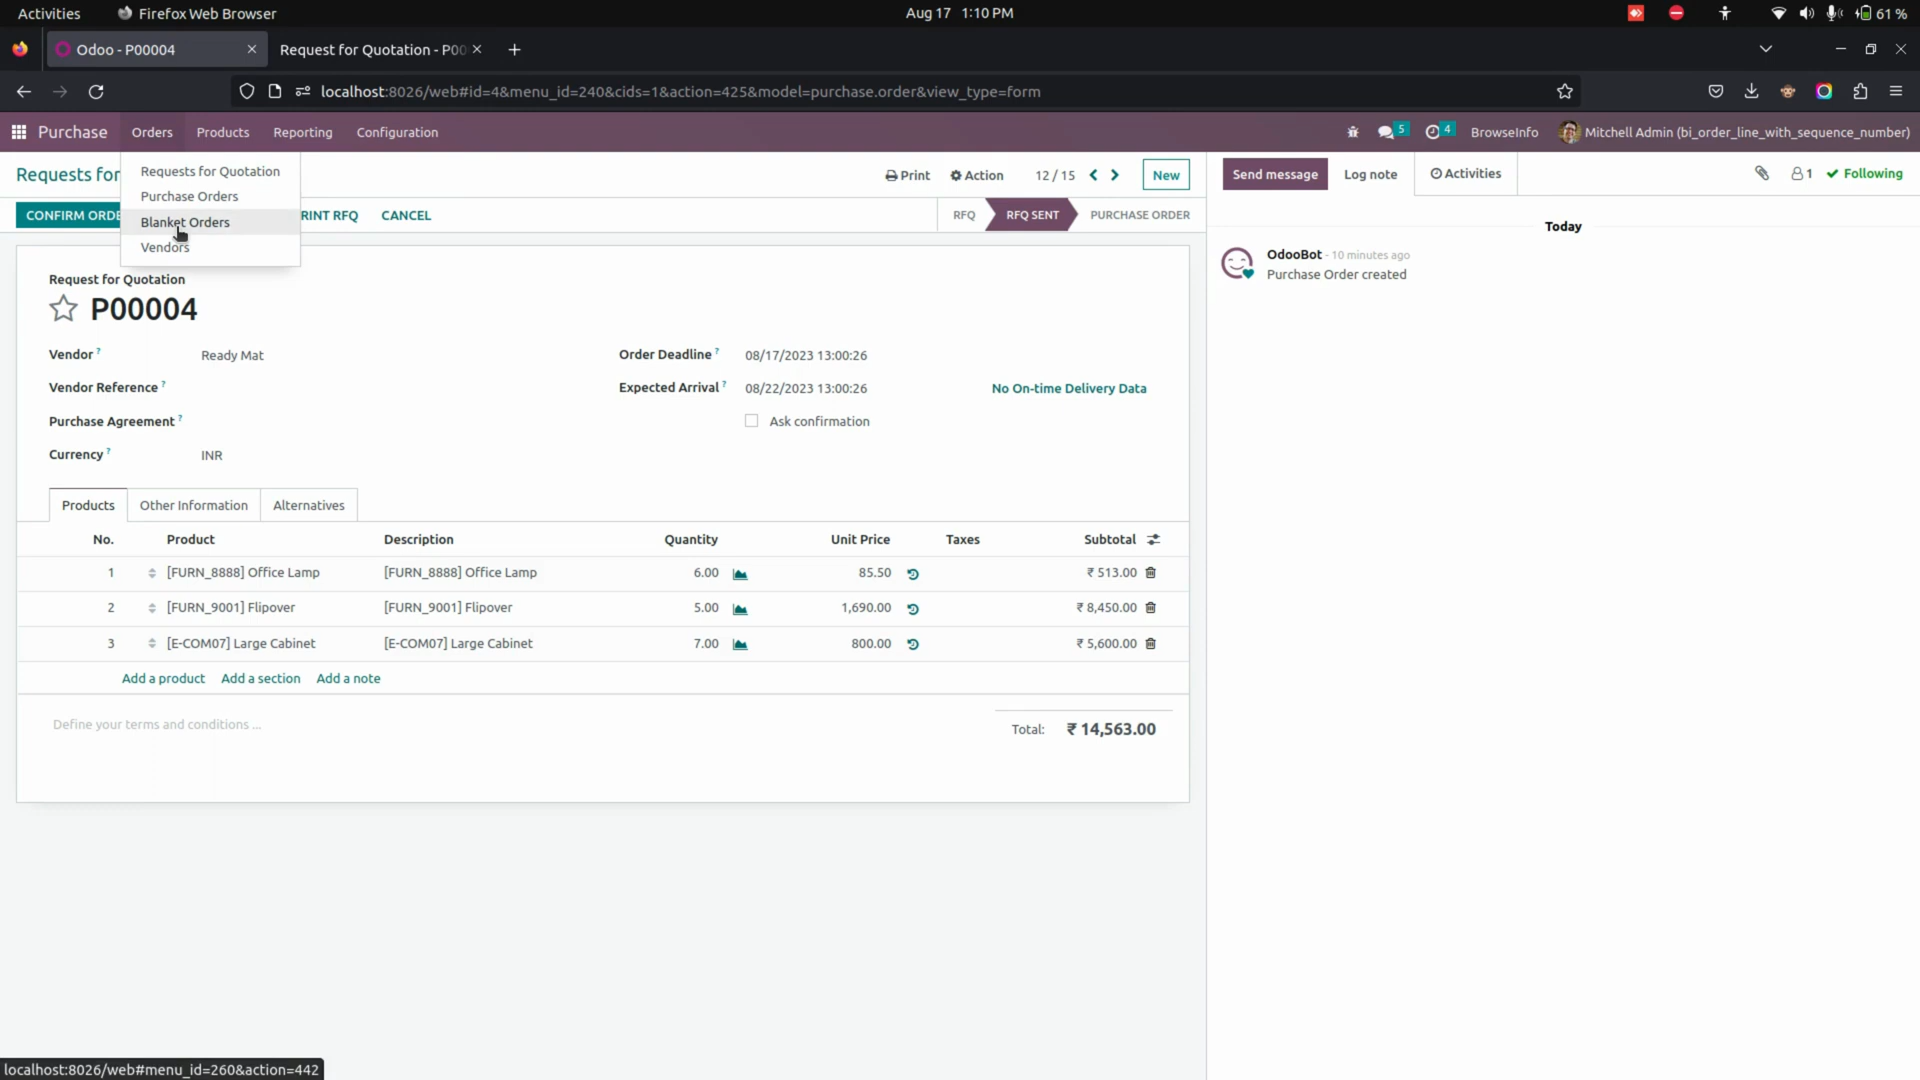 Activities Firefox Web Browser Aug 17 1:10 PM 61 %
Odoo - P00004 Request for Quotation - P00
localhost:8026/web#id=4&menu_id=240&cids=1&action=425&model=purchase.order&view_type=form
Purchase Orders Products Reporting Configuration 5 4 BrowseInfo Mitchell Admin (bi_order_line_with_sequence_number)
Requests for Print Action 12 / 15 New Send message Log note Activities 1 Following
Requests for Quotation
Purchase Orders
Blanket Orders
Vendors
CONFIRM ORDE RINT RFQ CANCEL RFQ RFQ SENT PURCHASE ORDER
Today
OdooBot - 10 minutes ago
Purchase Order created
Request for Quotation
P00004
Vendor ? Ready Mat Order Deadline ? 08/17/2023 13:00:26
Vendor Reference ? Expected Arrival ? 08/22/2023 13:00:26 No On-time Delivery Data
Purchase Agreement ? Ask confirmation
Currency ? INR
Products Other Information Alternatives
No. Product Description Quantity Unit Price Taxes Subtotal
1 [FURN_8888] Office Lamp [FURN_8888] Office Lamp 6.00 85.50 ₹ 513.00
2 [FURN_9001] Flipover [FURN_9001] Flipover 5.00 1,690.00 ₹ 8,450.00
3 [E-COM07] Large Cabinet [E-COM07] Large Cabinet 7.00 800.00 ₹ 5,600.00
Add a product Add a section Add a note
Define your terms and conditions ... Total: ₹ 14,563.00
localhost:8026/web#menu_id=260&action=442